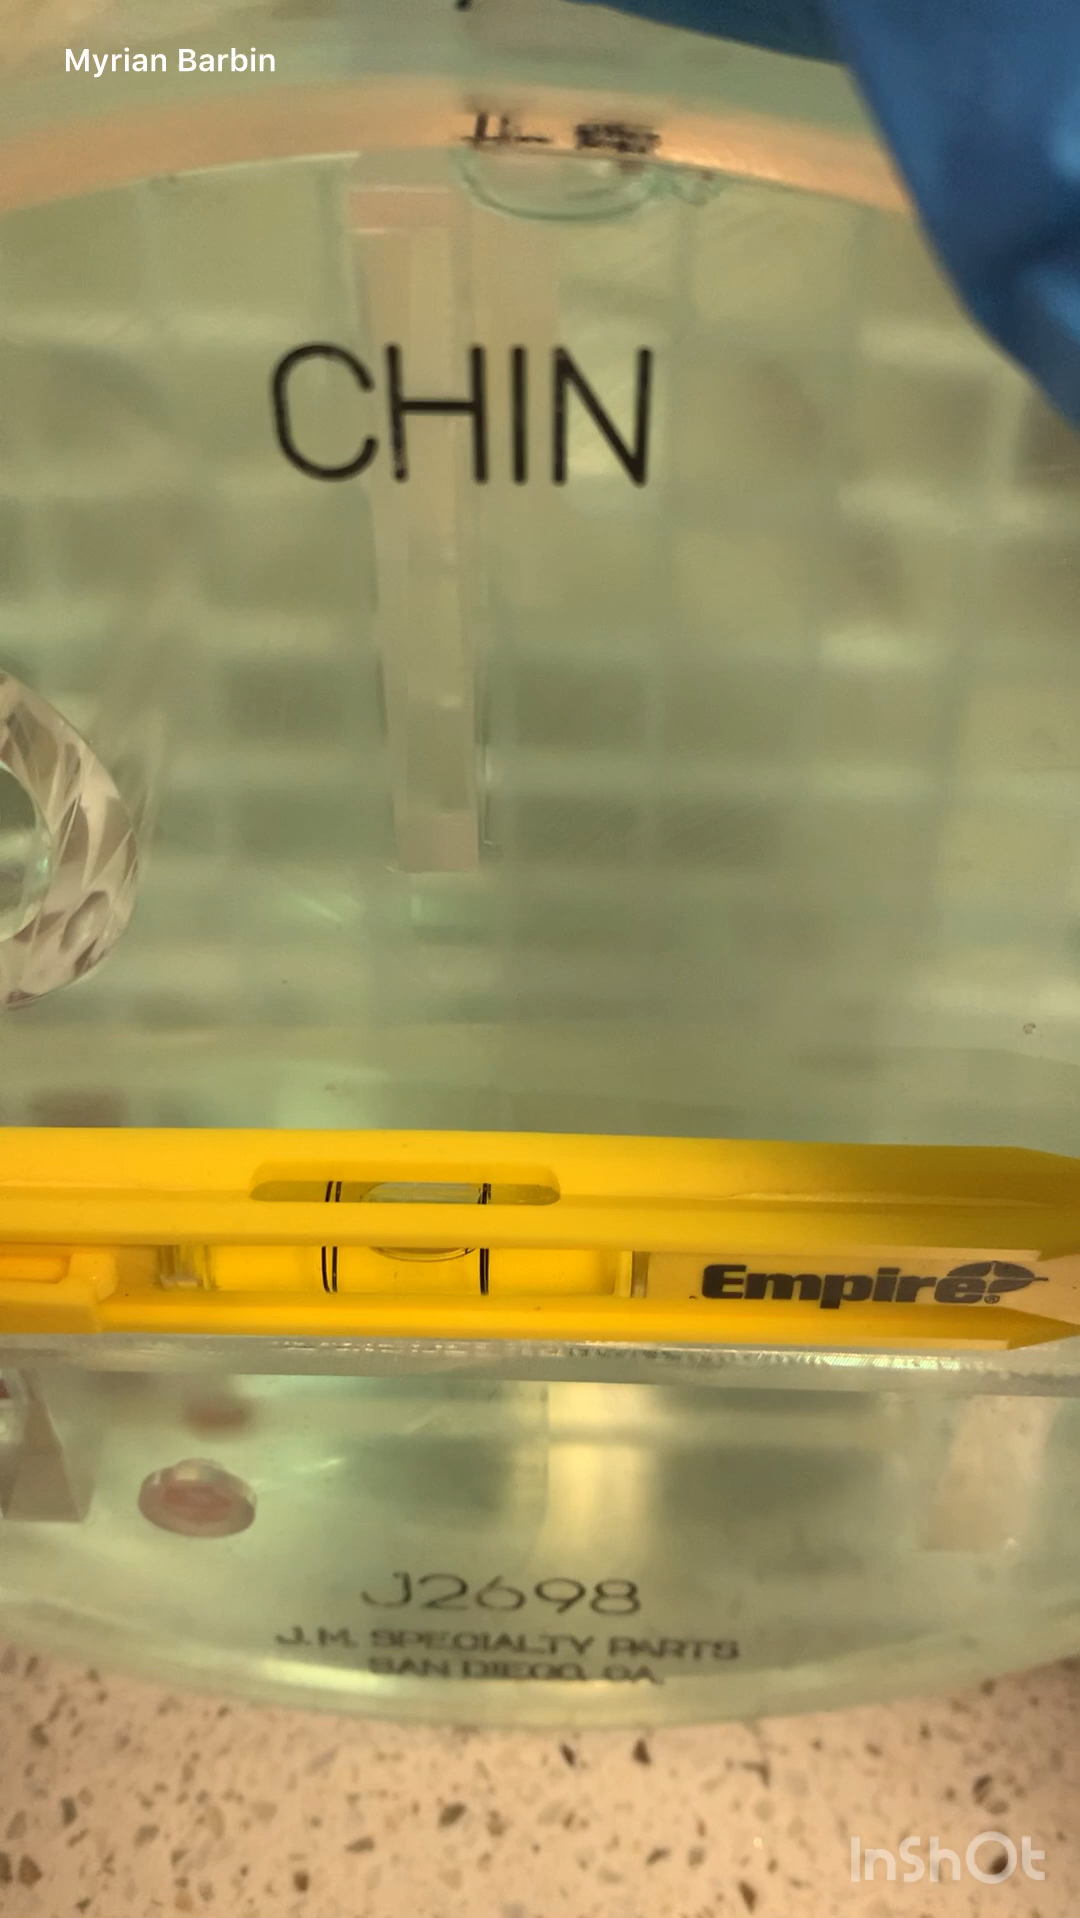 Myrian Barbin
CHIN
Empire
J2698
J.M. SPECIALTY PARTS
SAN DIEGO, CA.
InShOt